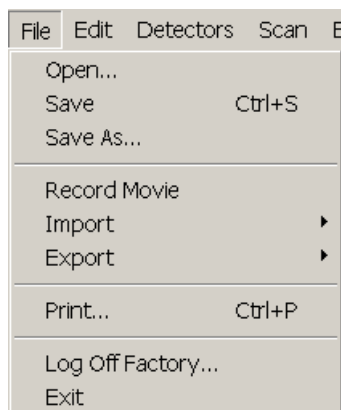 File Edit Detectors Scan
Open...
Save Ctrl+S
Save As...
Record Movie
Import
Export
Print... Ctrl+P
Log Off Factory...
Exit